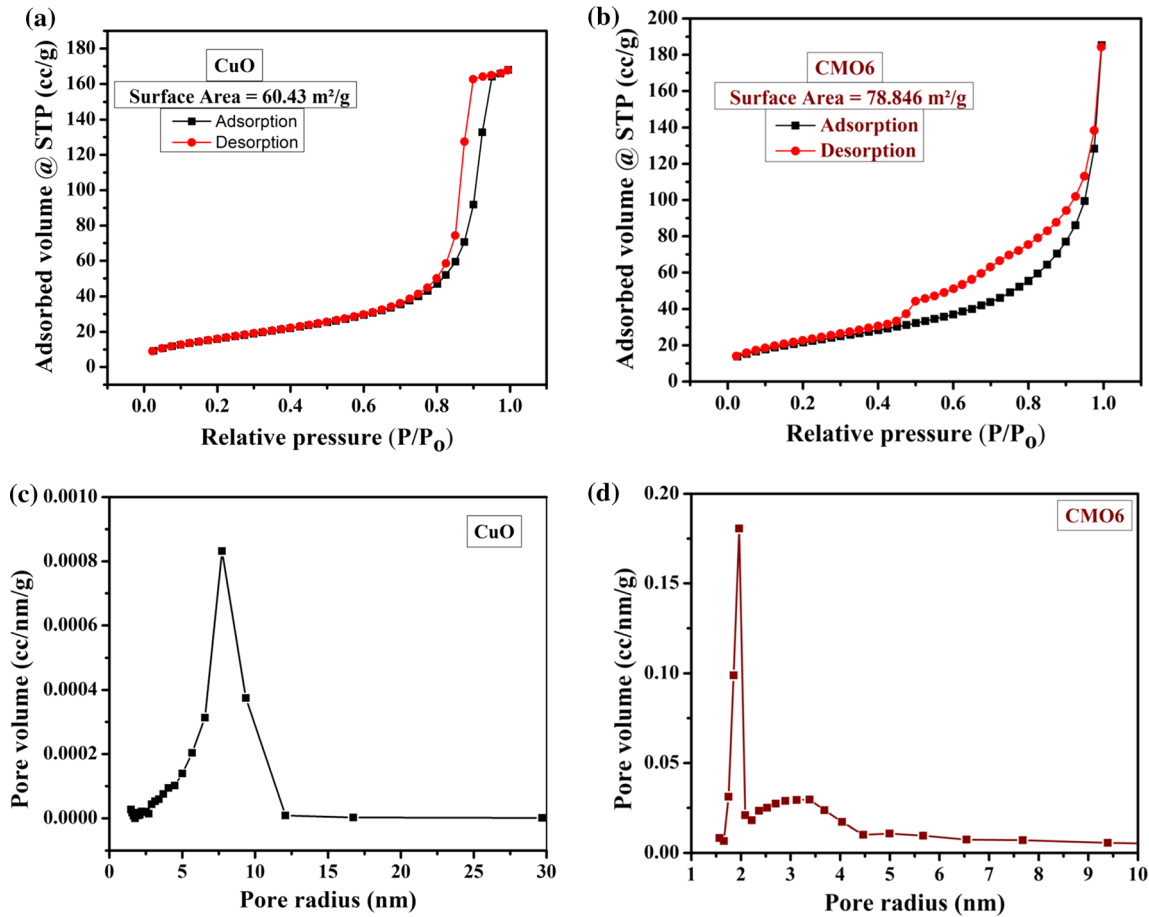 (a)
CuO
Surface Area = 60.43 m²/g
Adsorption
Desorption
Adsorbed volume @ STP (cc/g)
180
160
140
120
100
80
60
40
20
0
0.0 0.2 0.4 0.6 0.8 1.0
Relative pressure (P/Po)
(b)
CMO6
Surface Area = 78.846 m²/g
Adsorption
Desorption
Adsorbed volume @ STP (cc/g)
200
180
160
140
120
100
80
60
40
20
0
0.0 0.2 0.4 0.6 0.8 1.0
Relative pressure (P/Po)
(c)
CuO
Pore volume (cc/nm/g)
0.0010
0.0008
0.0006
0.0004
0.0002
0.0000
0 5 10 15 20 25 30
Pore radius (nm)
(d)
CMO6
Pore volume (cc/nm/g)
0.20
0.15
0.10
0.05
0.00
1 2 3 4 5 6 7 8 9 10
Pore radius (nm)